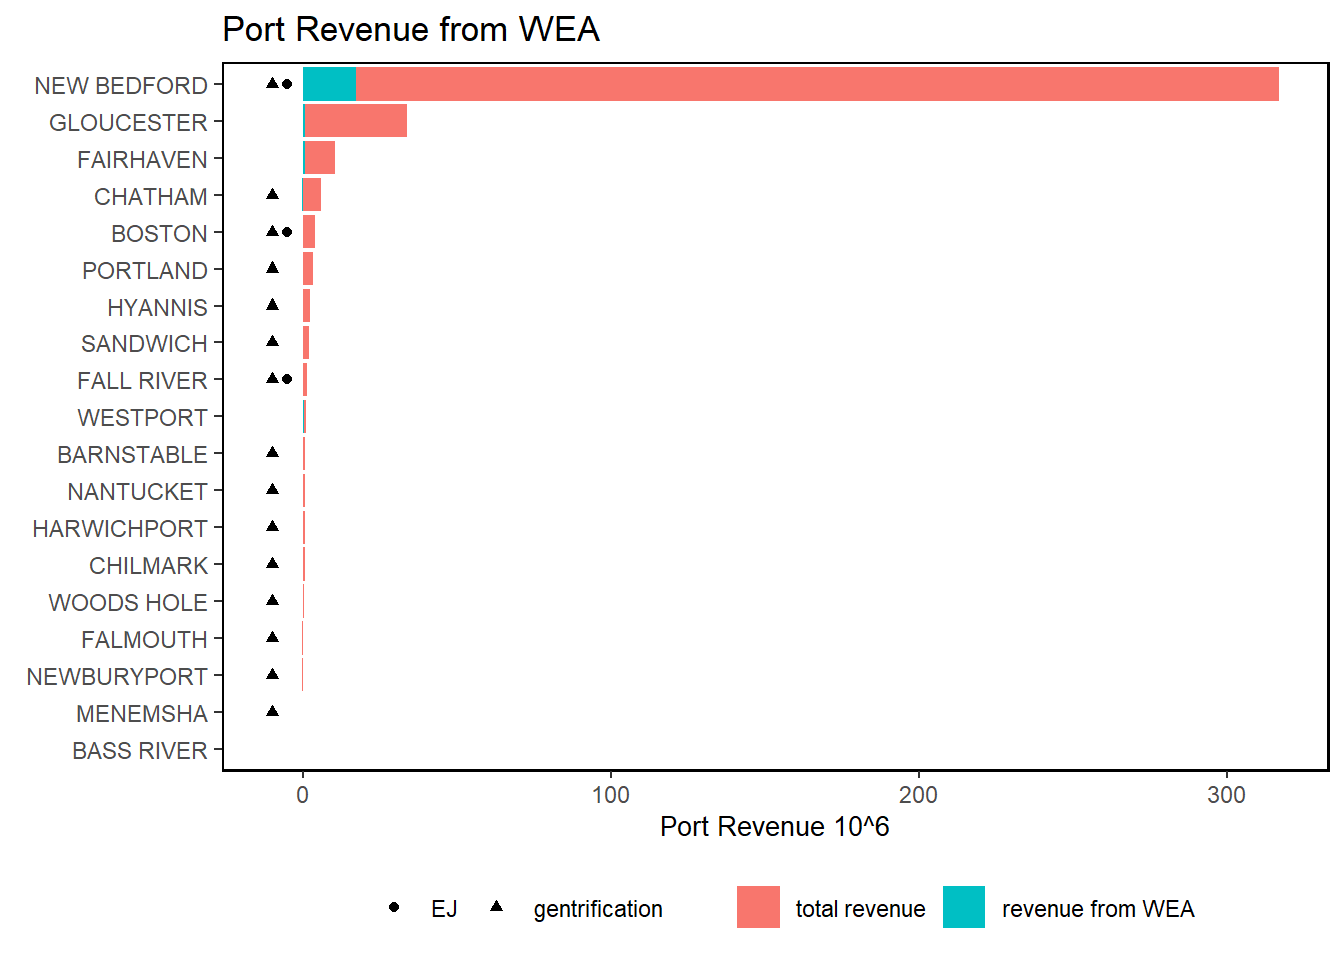 Port Revenue from WEA
NEW BEDFORD
GLOUCESTER
FAIRHAVEN
CHATHAM
BOSTON
PORTLAND
HYANNIS
SANDWICH
FALL RIVER
WESTPORT
BARNSTABLE
NANTUCKET
HARWICHPORT
CHILMARK
WOODS HOLE
FALMOUTH
NEWBURYPORT
MENEMSHA
BASS RIVER
0 100 200 300
Port Revenue 10^6
EJ gentrification total revenue revenue from WEA